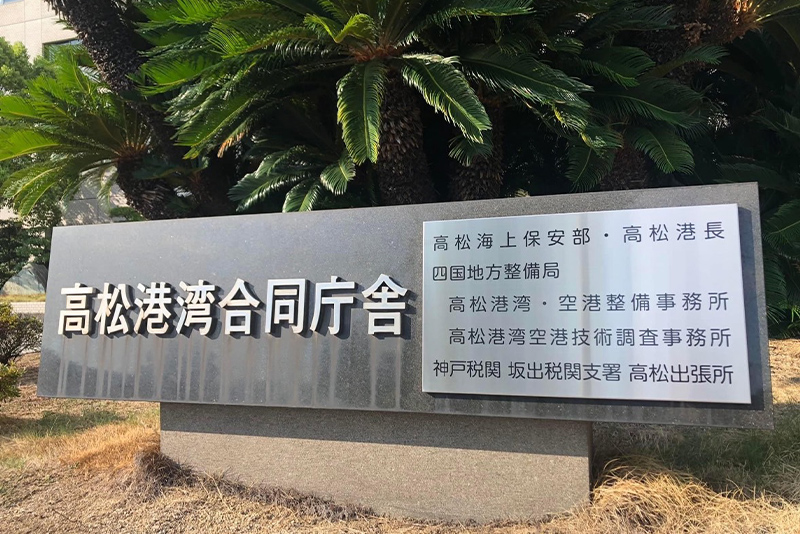 高松港湾合同庁舎
高松海上保安部・高松港長
四国地方整備局
高松港湾・空港整備事務所
高松港湾空港技術調査事務所
神戸税関 坂出税関支署 高松出張所